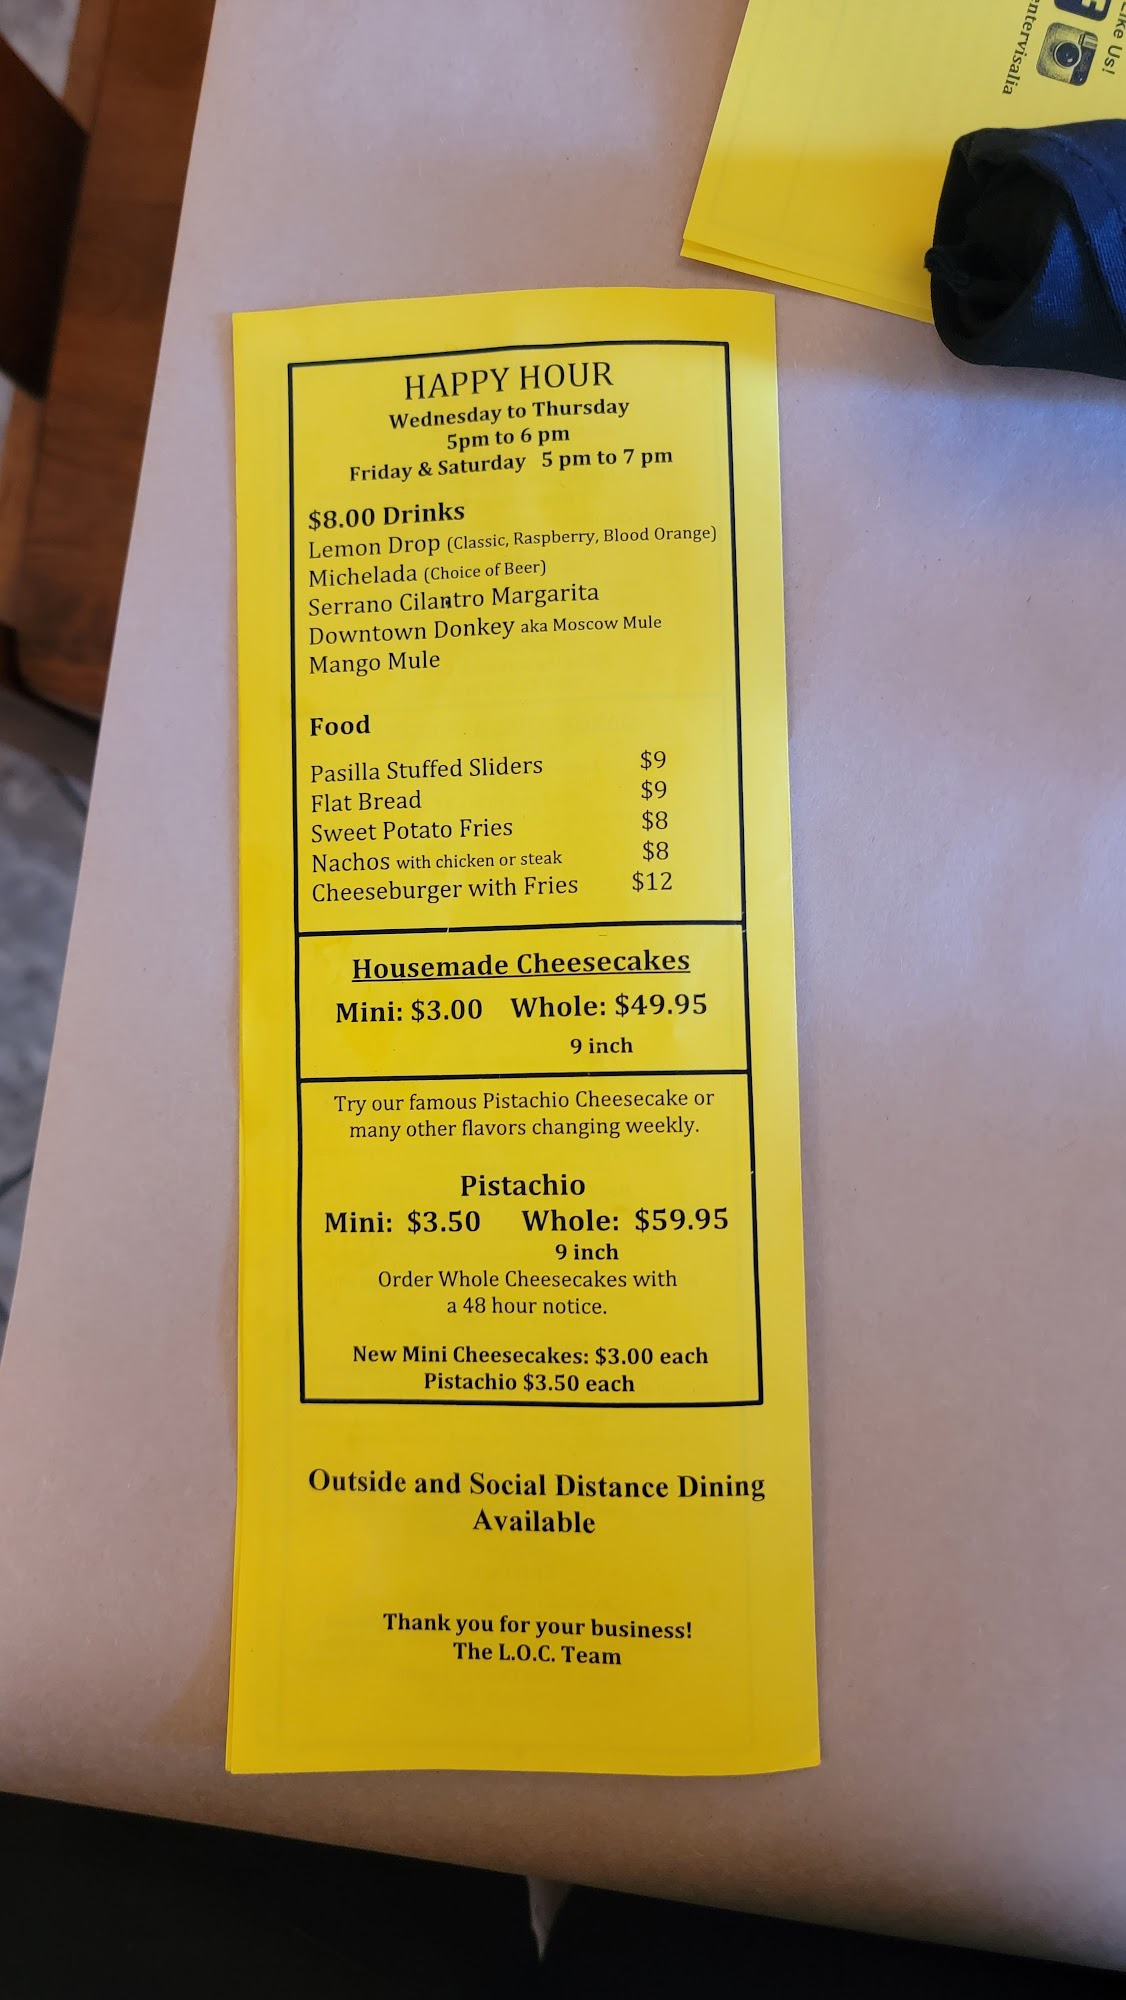 Like Us!
entervisalia
HAPPY HOUR
Wednesday to Thursday
5pm to 6 pm
Friday & Saturday 5 pm to 7 pm
$8.00 Drinks
Lemon Drop (Classic, Raspberry, Blood Orange)
Michelada (Choice of Beer)
Serrano Cilantro Margarita
Downtown Donkey aka Moscow Mule
Mango Mule
Food
Pasilla Stuffed Sliders $9
Flat Bread $9
Sweet Potato Fries $8
Nachos with chicken or steak $8
Cheeseburger with Fries $12
Housemade Cheesecakes
Mini: $3.00 Whole: $49.95
9 inch
Try our famous Pistachio Cheesecake or
many other flavors changing weekly.
Pistachio
Mini: $3.50 Whole: $59.95
9 inch
Order Whole Cheesecakes with
a 48 hour notice.
New Mini Cheesecakes: $3.00 each
Pistachio $3.50 each
Outside and Social Distance Dining
Available
Thank you for your business!
The L.O.C. Team